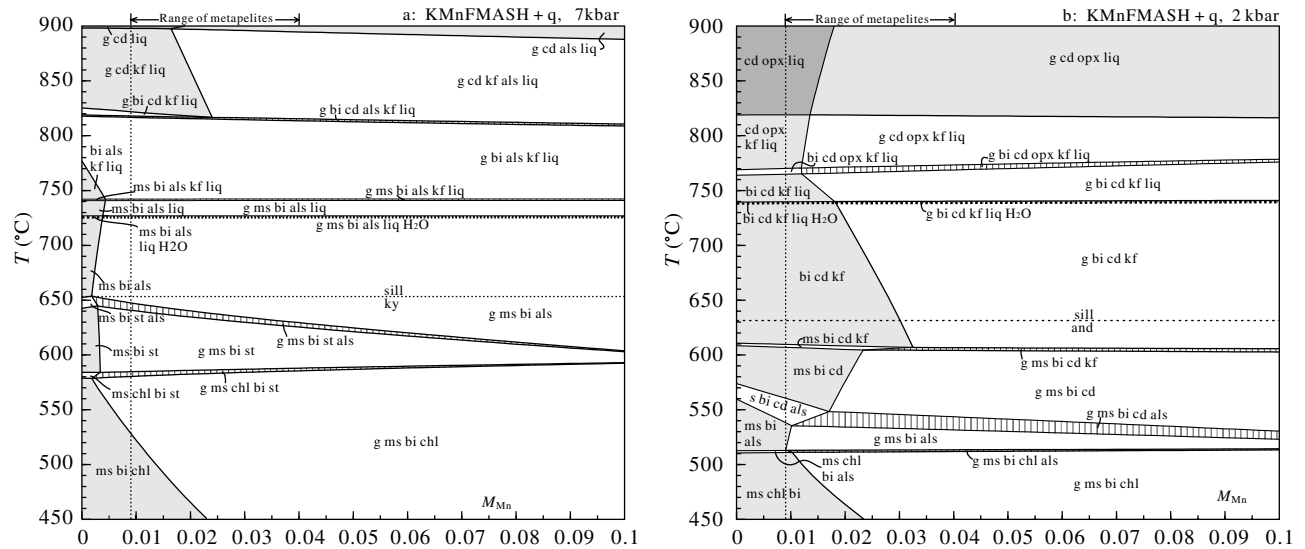 Range of metapelites
a: KMnFMASH + q, 7 kbar
900
850
800
750
700
650
600
550
500
450
T (°C)
g cd liq
g cd als liq
g cd kf liq
g cd kf als liq
g bi cd kf liq
g bi cd als kf liq
bi als
kf liq
g bi als kf liq
ms bi als kf liq
g ms bi als kf liq
ms bi als liq
g ms bi als liq
g ms bi als liq H₂O
ms bi als
liq H2O
ms bi als
sill
ky
g ms bi als
ms bi st als
g ms bi st als
ms bi st
g ms bi st
ms chl bi st
g ms chl bi st
g ms bi chl
ms bi chl
M Mn
0 0.01 0.02 0.03 0.04 0.05 0.06 0.07 0.08 0.09 0.1
Range of metapelites
b: KMnFMASH + q, 2 kbar
900
850
800
750
700
650
600
550
500
450
T (°C)
cd opx liq
g cd opx liq
cd opx
kf liq
g cd opx kf liq
bi cd opx kf liq
g bi cd opx kf liq
bi cd kf liq
g bi cd kf liq
bi cd kf liq H₂O
g bi cd kf liq H₂O
bi cd kf
g bi cd kf
sill
and
ms bi cd kf
g ms bi cd kf
ms bi cd
g ms bi cd
s bi cd als
g ms bi cd als
ms bi
als
g ms bi als
ms chl
bi als
g ms bi chl als
ms chl bi
g ms bi chl
M Mn
0 0.01 0.02 0.03 0.04 0.05 0.06 0.07 0.08 0.09 0.1